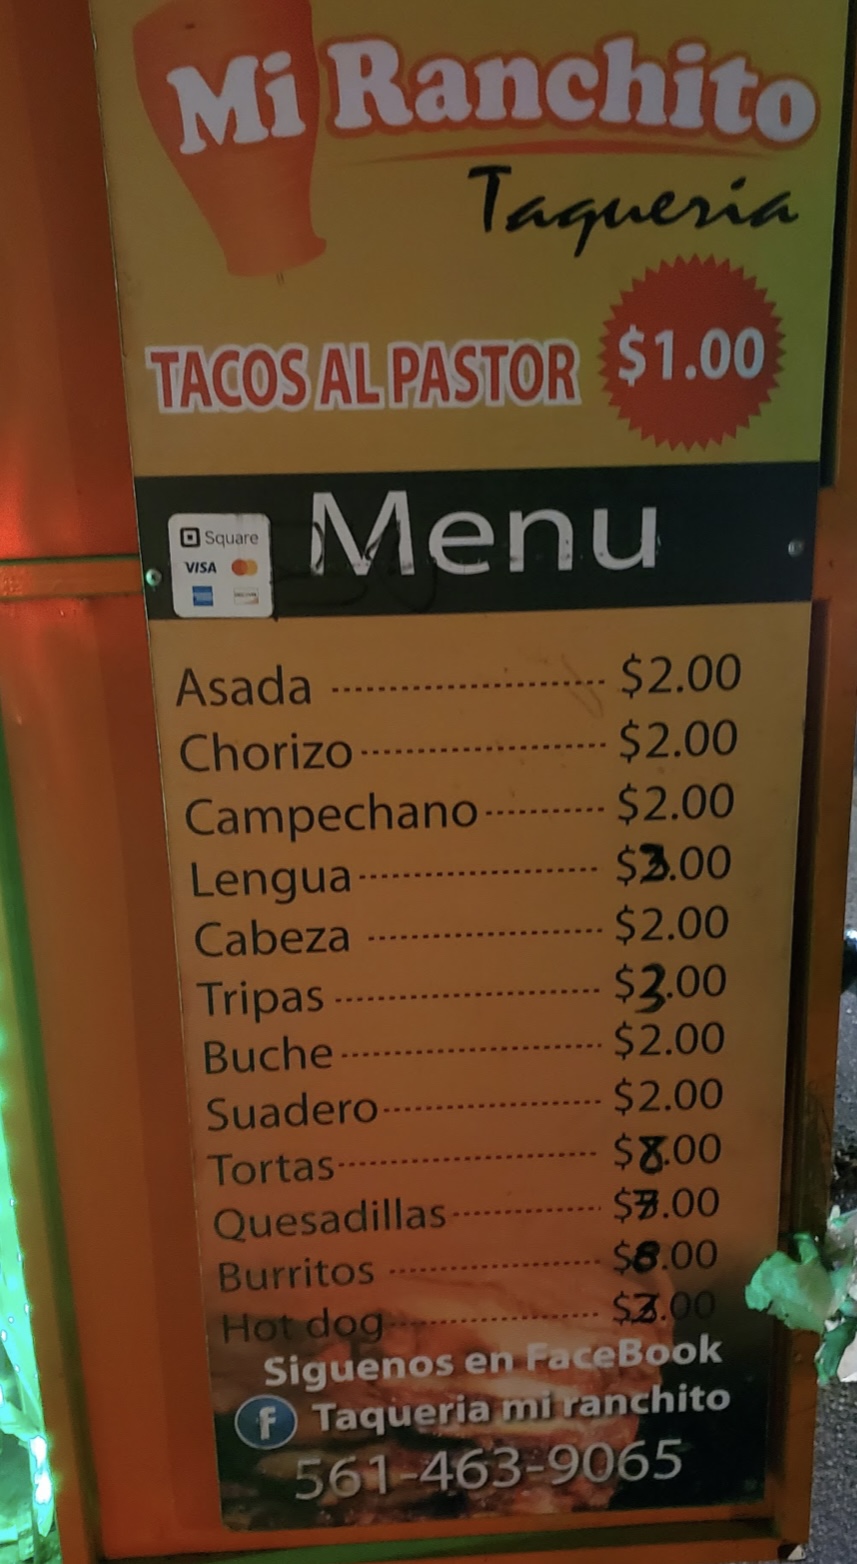 Mi Ranchito
Taqueria
TACOS AL PASTOR $1.00
Menu
Square
VISA
Asada ------------------------ $2.00
Chorizo ---------------------- $2.00
Campechano ----------- $2.00
Lengua --------------------- $3.00
Cabeza --------------------- $2.00
Tripas ------------------------ $3.00
Buche ------------------------ $2.00
Suadero -------------------- $2.00
Tortas ------------------------ $8.00
Quesadillas --------------- $7.00
Burritos -------------------- $8.00
Hot dog -------------------- $3.00
Siguenos en FaceBook
f Taqueria mi ranchito
561-463-9065